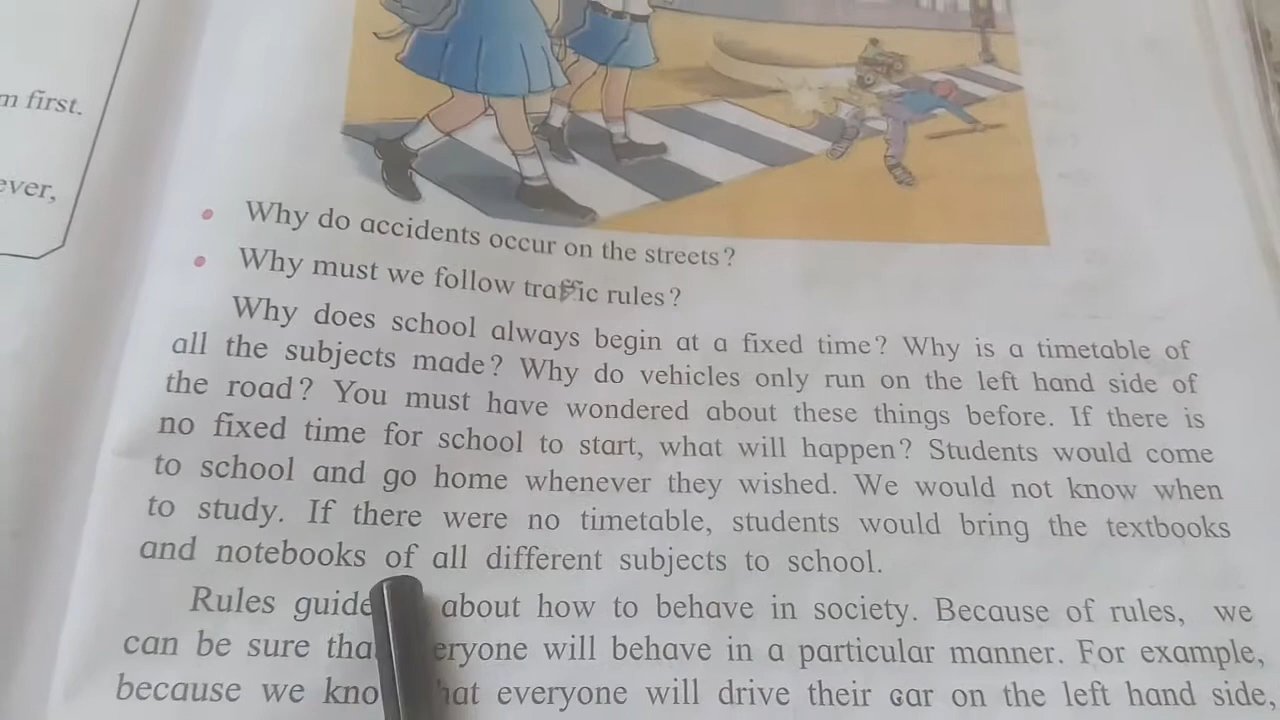 m first.
ever,
Why do accidents occur on the streets?
Why must we follow traffic rules?
Why does school always begin at a fixed time? Why is a timetable of
all the subjects made? Why do vehicles only run on the left hand side of
the road? You must have wondered about these things before. If there is
no fixed time for school to start, what will happen? Students would come
to school and go home whenever they wished. We would not know when
to study. If there were no timetable, students would bring the textbooks
and notebooks of all different subjects to school.
Rules guide about how to behave in society. Because of rules, we
can be sure tha eryone will behave in a particular manner. For example,
because we kno hat everyone will drive their car on the left hand side,